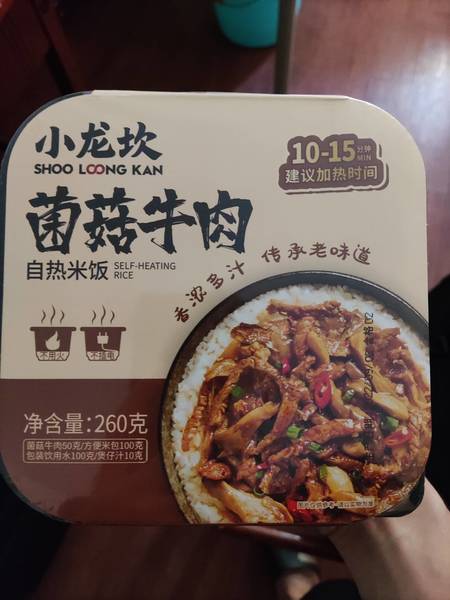 小龙坎
SHOO LOONG KAN
10-15分钟
MIN
建议加热时间
菌菇牛肉
自热米饭
SELF-HEATING
RICE
香浓多汁 传承老味道
不用火
不插电
净含量:260克
菌菇牛肉50克/方便米包100克
包装饮用水100克/煲仔汁10克